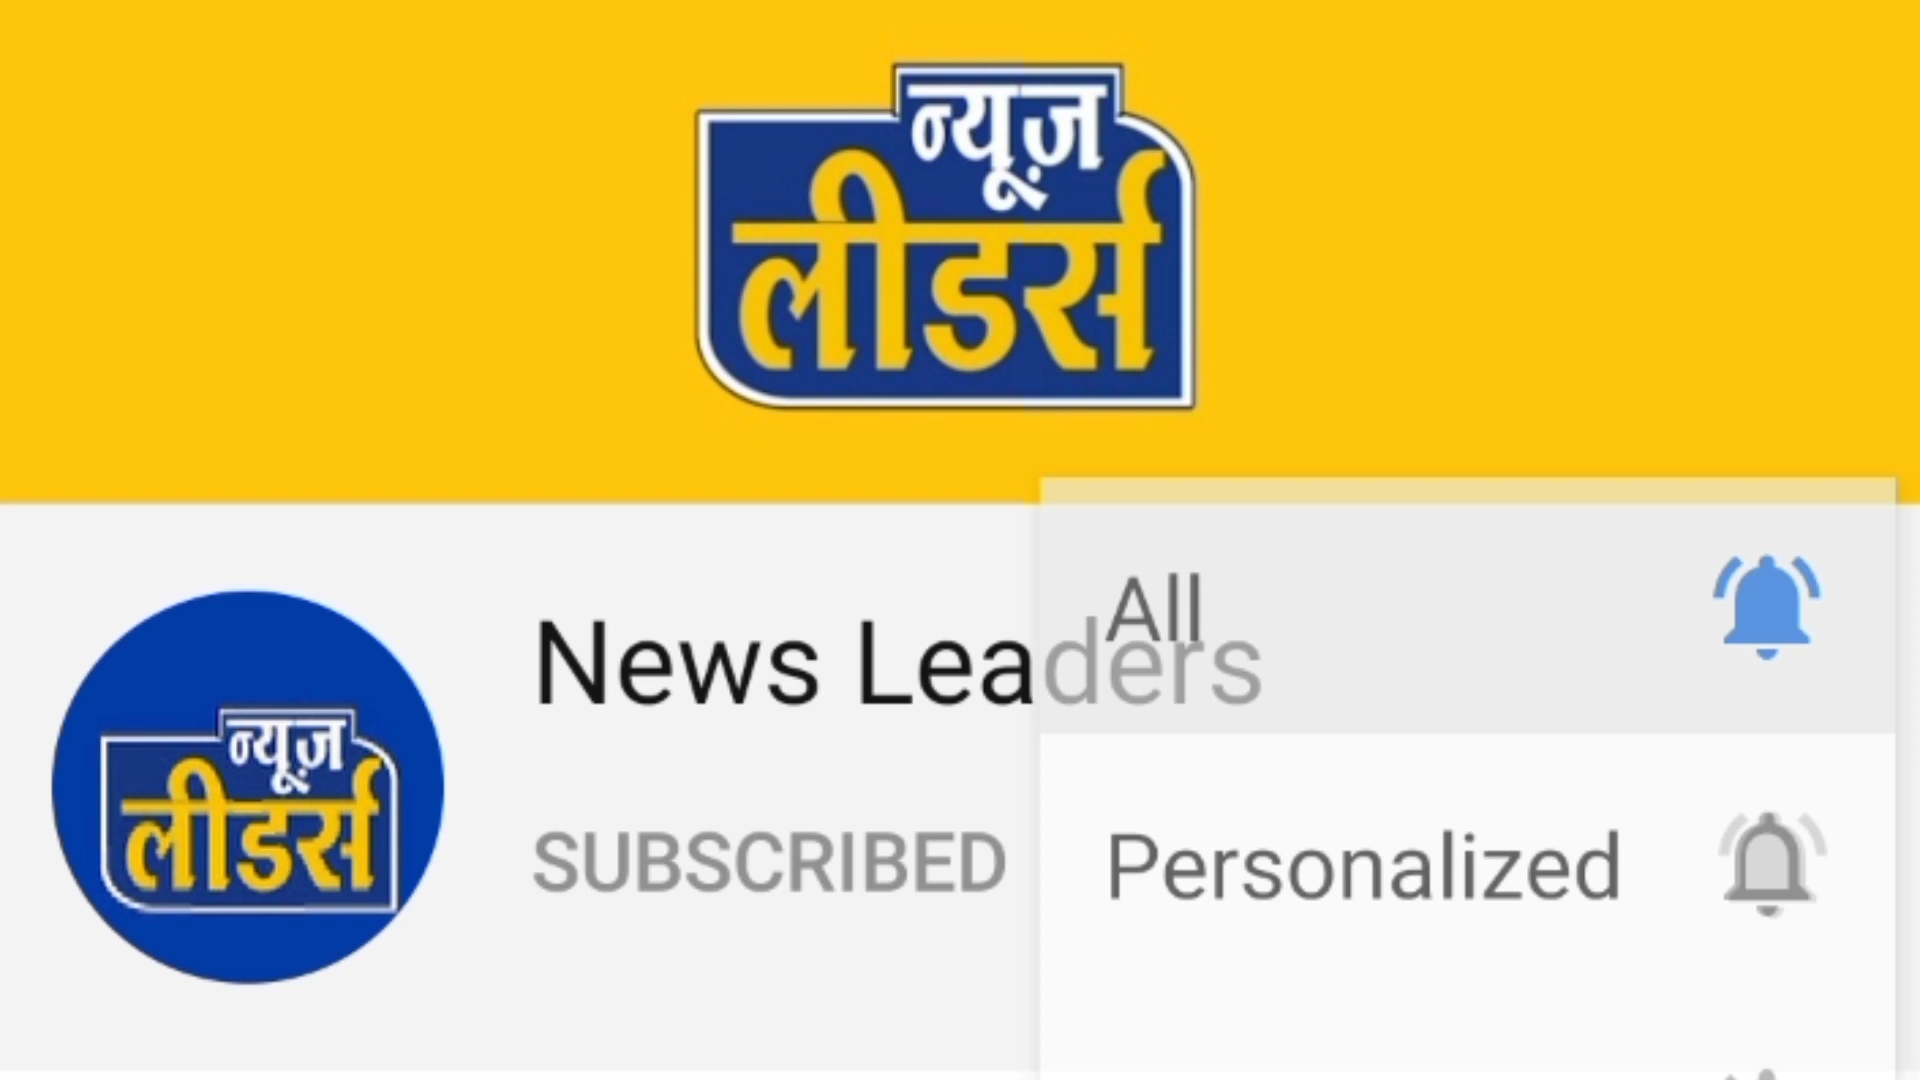 न्यूज़
लीडर्स
All
News Leaders
न्यूज़
लीडर्स
SUBSCRIBED
Personalized